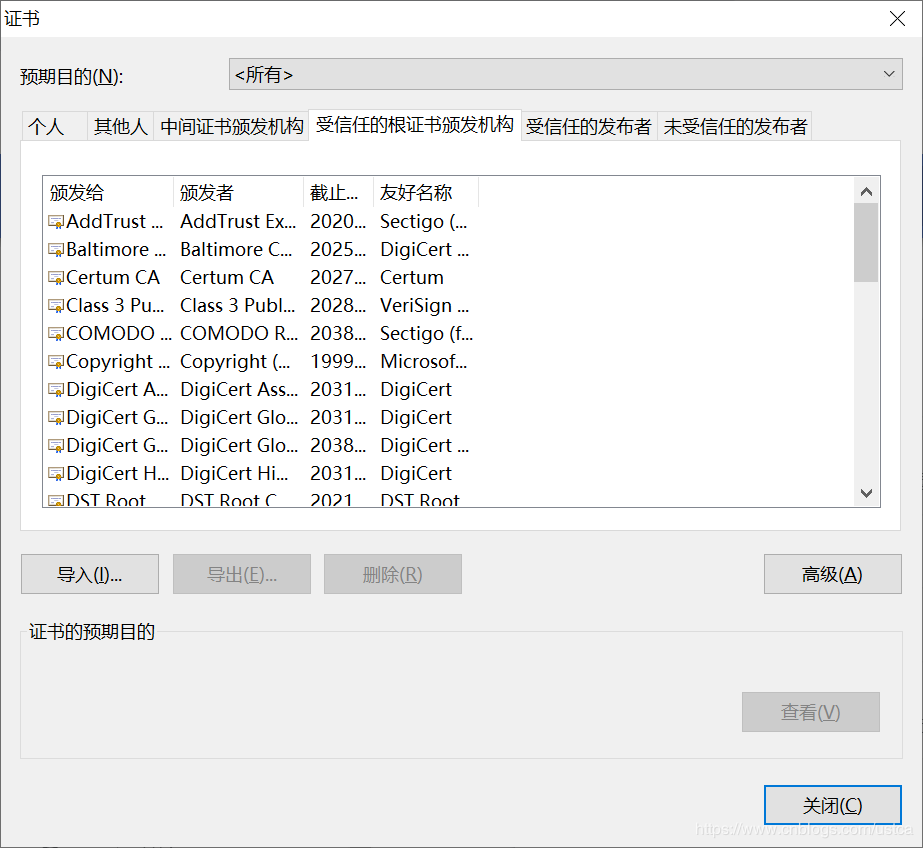 证书
预期目的(N): <所有>
个人 其他人 中间证书颁发机构 受信任的根证书颁发机构 受信任的发布者 未受信任的发布者
颁发给 颁发者 截止... 友好名称
AddTrust ... AddTrust Ex... 2020... Sectigo (...
Baltimore ... Baltimore C... 2025... DigiCert ...
Certum CA Certum CA 2027... Certum
Class 3 Pu... Class 3 Publ... 2028... VeriSign ...
COMODO ... COMODO R... 2038... Sectigo (f...
Copyright ... Copyright (... 1999... Microsof...
DigiCert A... DigiCert Ass... 2031... DigiCert
DigiCert G... DigiCert Glo... 2031... DigiCert
DigiCert G... DigiCert Glo... 2038... DigiCert ...
DigiCert H... DigiCert Hi... 2031... DigiCert
DST Root DST Root C 2021 DST Root
导入(I)... 导出(E)... 删除(R) 高级(A)
证书的预期目的
查看(V)
关闭(C)
https://www.cnblogs.com/usica